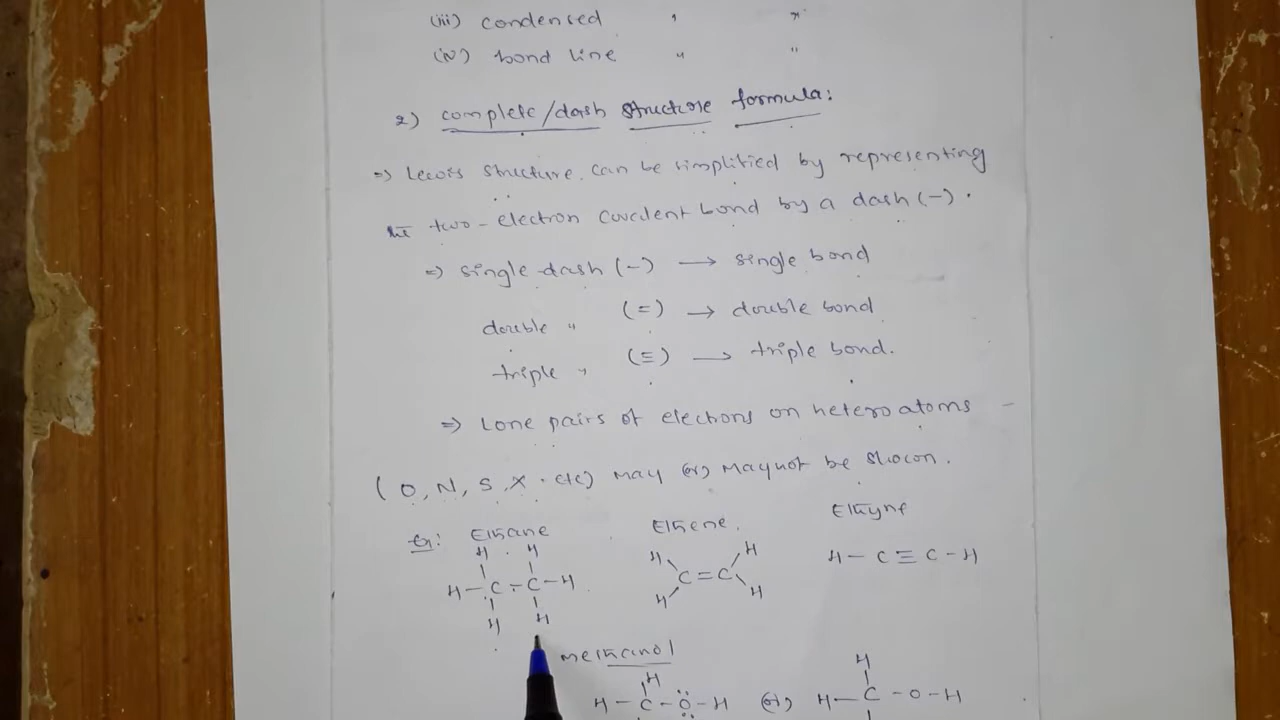 (iii) condensed " "
(iv) bond line " "
2) complete/dash structure formula:
⇒ Lewis structure can be simplified by representing
the two-electron covalent bond by a dash (-).
⇒ single dash (-) → single bond
double " (=) → double bond
triple " (≡) → triple bond.
⇒ Lone pairs of electrons on hetero atoms -
(O, N, S, X. etc) may (or) may not be shown.
Ex: Ethane Ethene. Ethyne
H H H H
H-C-C-H C=C H-C≡C-H
H H H H
Methanol
H H
H-C-Ö-H (or) H-C-O-H